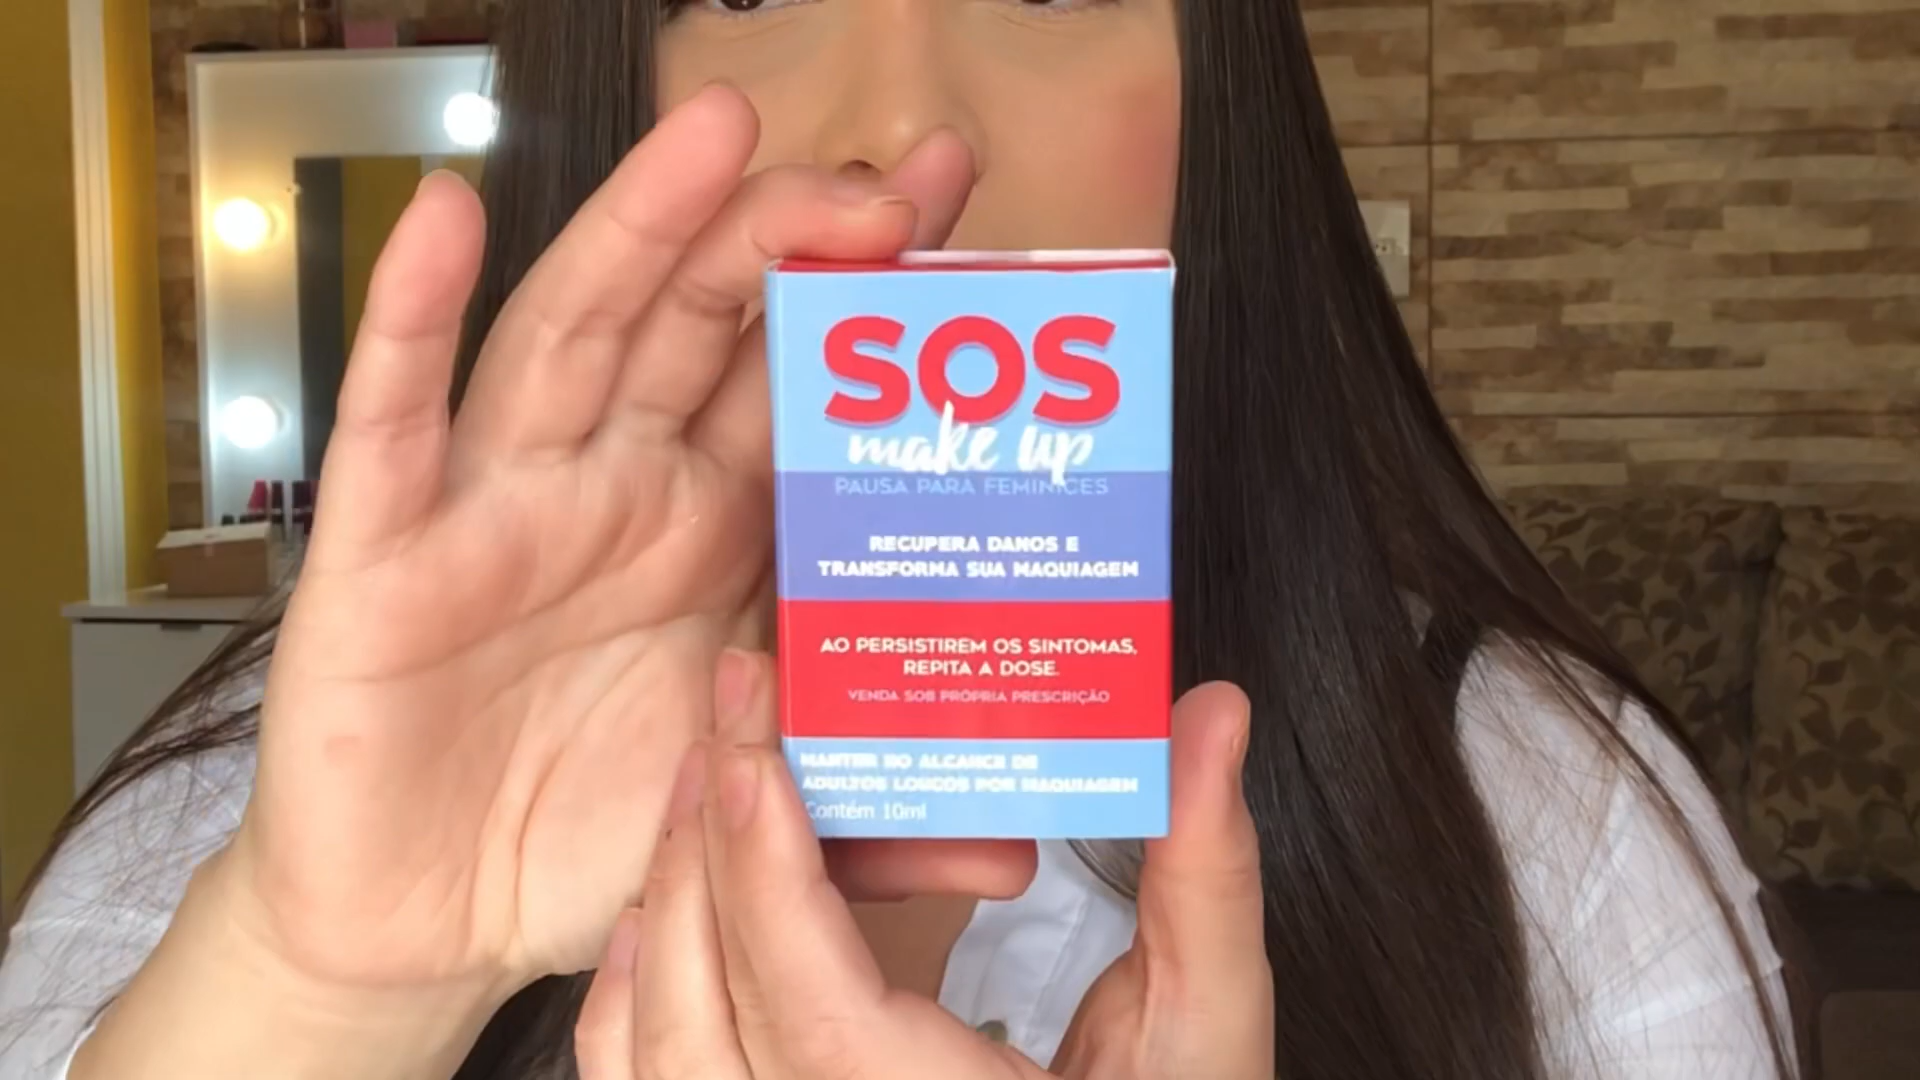 SOS
make up
PAUSA PARA FEMINICES
RECUPERA DANOS E
TRANSFORMA SUA MAQUIAGEM
AO PERSISTIREM OS SINTOMAS,
REPITA A DOSE.
VENDA SOB PRÓPRIA PRESCRIÇÃO
MANTER NO ALCANCE DE
ADULTOS LOUCOS POR MAQUIAGEM
Contém 10ml